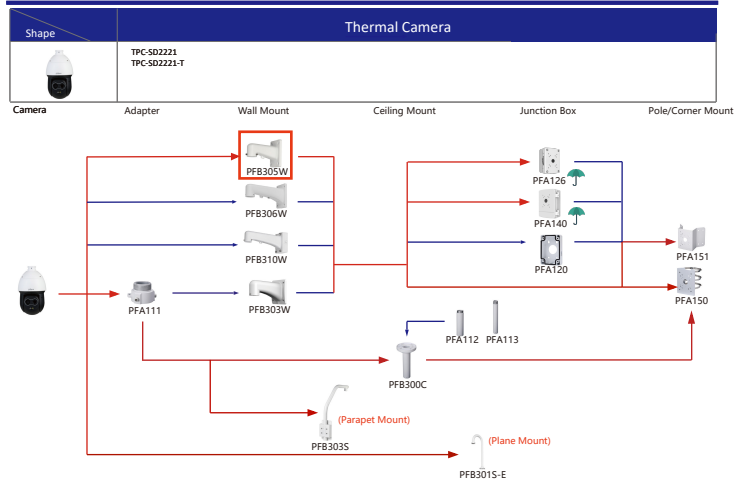 Shape
Thermal Camera
TPC-SD2221
TPC-SD2221-T
Camera
Adapter
Wall Mount
Ceiling Mount
Junction Box
Pole/Corner Mount
PFB305W
PFA126
PFB306W
PFA140
PFB310W
PFA120
PFA151
PFA111
PFB303W
PFA150
PFA112
PFA113
PFB300C
(Parapet Mount)
PFB303S
(Plane Mount)
PFB301S-E